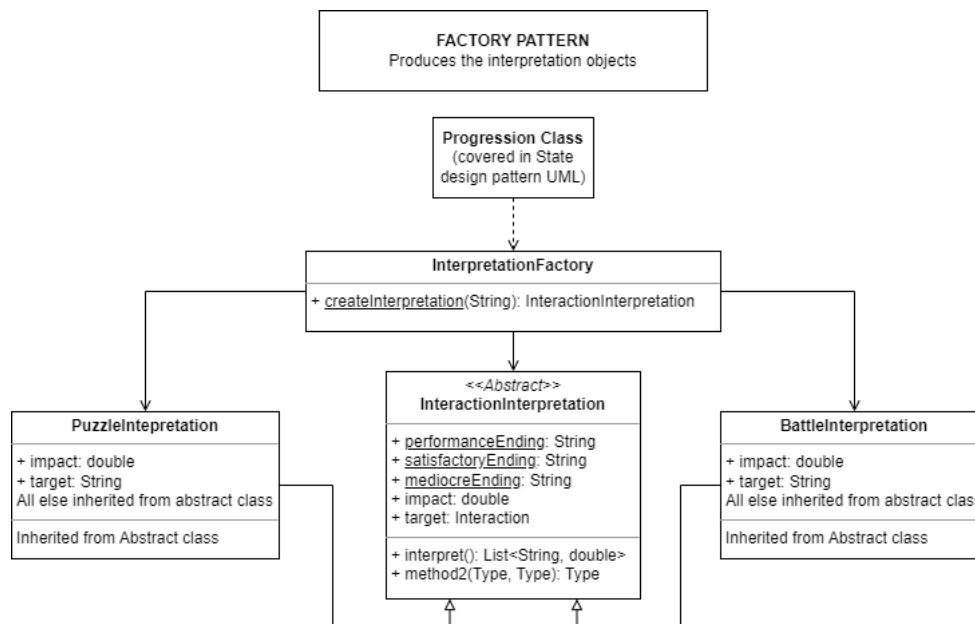 FACTORY PATTERN
Produces the interpretation objects
Progression Class
(covered in State
design pattern UML)
InterpretationFactory
+ createInterpretation(String): InteractionInterpretation
PuzzleIntepretation
+ impact: double
+ target: String
All else inherited from abstract class
Inherited from Abstract class
<<Abstract>>
InteractionInterpretation
+ performanceEnding: String
+ satisfactoryEnding: String
+ mediocreEnding: String
+ impact: double
+ target: Interaction
+ interpret(): List<String, double>
+ method2(Type, Type): Type
BattleInterpretation
+ impact: double
+ target: String
All else inherited from abstract class
Inherited from Abstract class